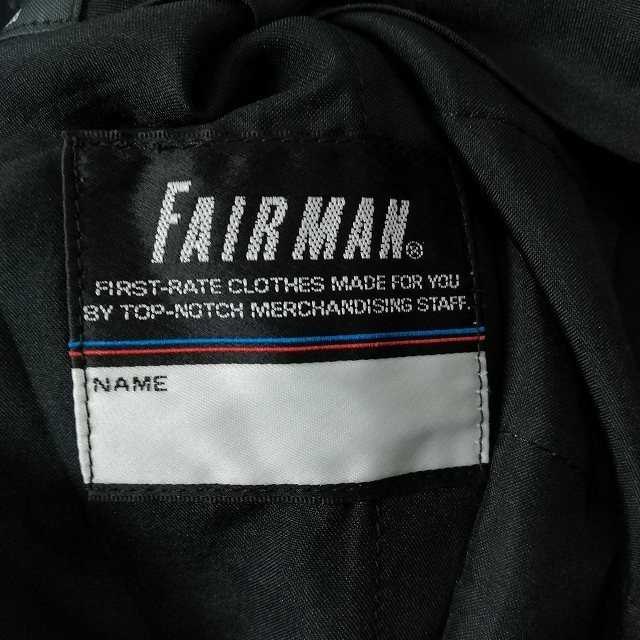 FAIRMAN®
FIRST-RATE CLOTHES MADE FOR YOU
BY TOP-NOTCH MERCHANDISING STAFF.
NAME